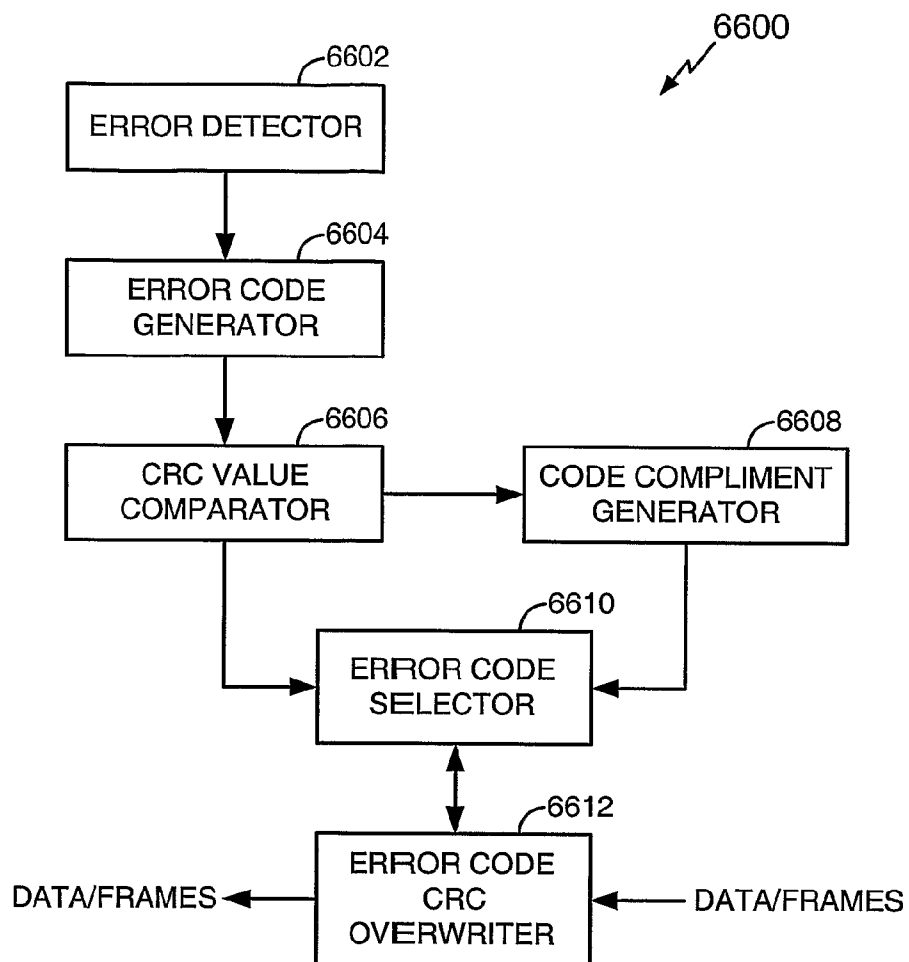 6600
6602
ERROR DETECTOR
6604
ERROR CODE
GENERATOR
6606
CRC VALUE
COMPARATOR
6608
CODE COMPLIMENT
GENERATOR
6610
ERROR CODE
SELECTOR
6612
ERROR CODE
CRC
OVERWRITER
DATA/FRAMES
DATA/FRAMES